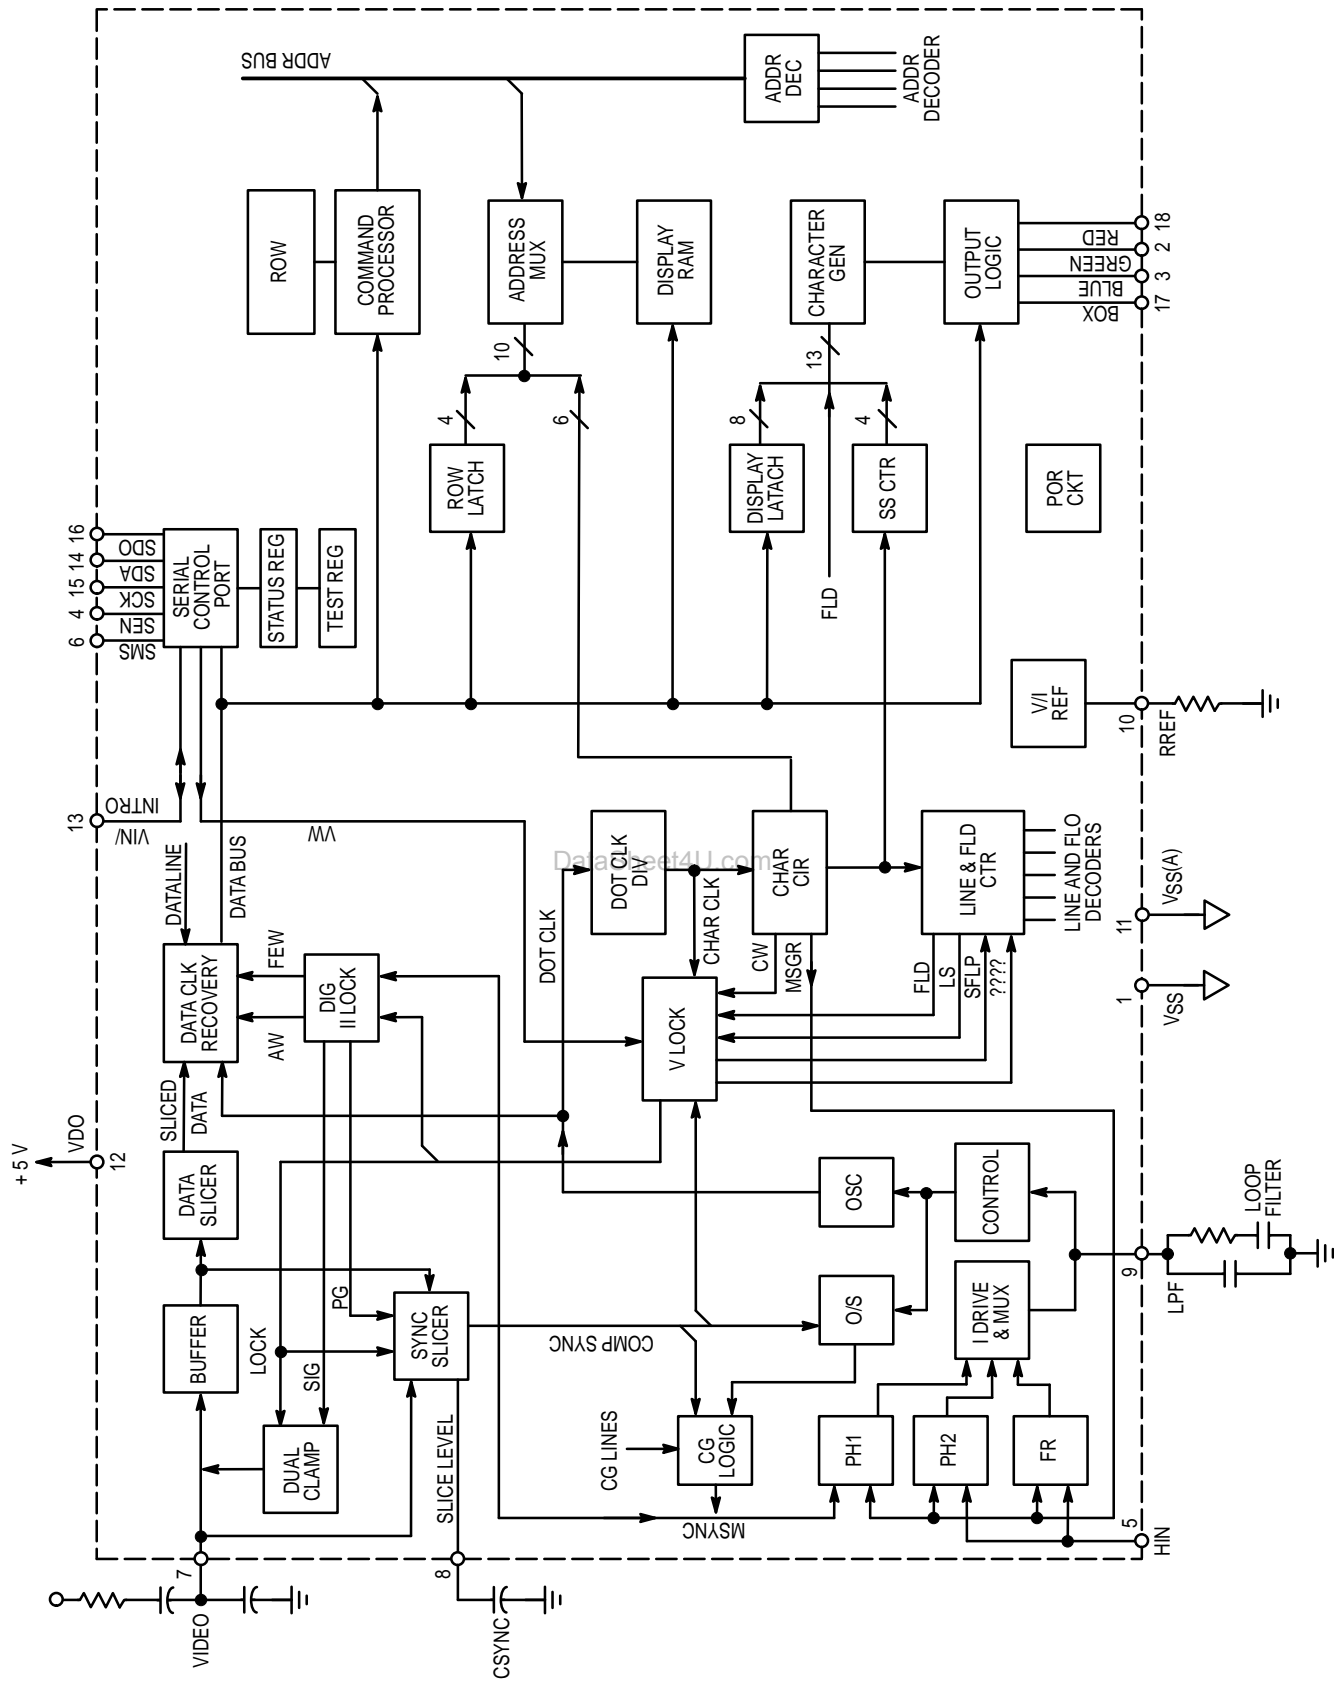 ADDR BUS
ADDR
DEC
ADDR
DECODER
ROW
COMMAND
PROCESSOR
ADDRESS
MUX
DISPLAY
RAM
CHARACTER
GEN
OUTPUT
LOGIC
18
RED
2
GREEN
3
BLUE
17
BOX
10
13
4
6
8
4
ROW
LATCH
DISPLAY
LATACH
SS CTR
FLD
POR
CKT
16
SDO
14
SDA
15
SCK
4
SEN
6
SMS
SERIAL
CONTROL
PORT
STATUS REG
TEST REG
V/I
REF
10
RREF
13
VIN/
INTRO
VW
DATALINE
DATA BUS
DataSheet4U.com
DOT CLK
DIV
CHAR
CIR
LINE & FLD
CTR
LINE AND FLO
DECODERS
11
VSS(A)
1
VSS
DATA CLK
RECOVERY
FEW
AW
DIG
II LOCK
DOT CLK
CHAR CLK
CW
MSGR
V LOCK
FLD
LS
SFLP
????
+ 5 V
VDO
12
SLICED
DATA
DATA
SLICER
OSC
CONTROL
LOOP
FILTER
9
LPF
BUFFER
LOCK
SIG
PG
SYNC
SLICER
COMP SYNC
O/S
I DRIVE
& MUX
DUAL
CLAMP
SLICE LEVEL
CG LINES
CG
LOGIC
MSYNC
PH1
PH2
FR
5
HIN
7
VIDEO
8
CSYNC